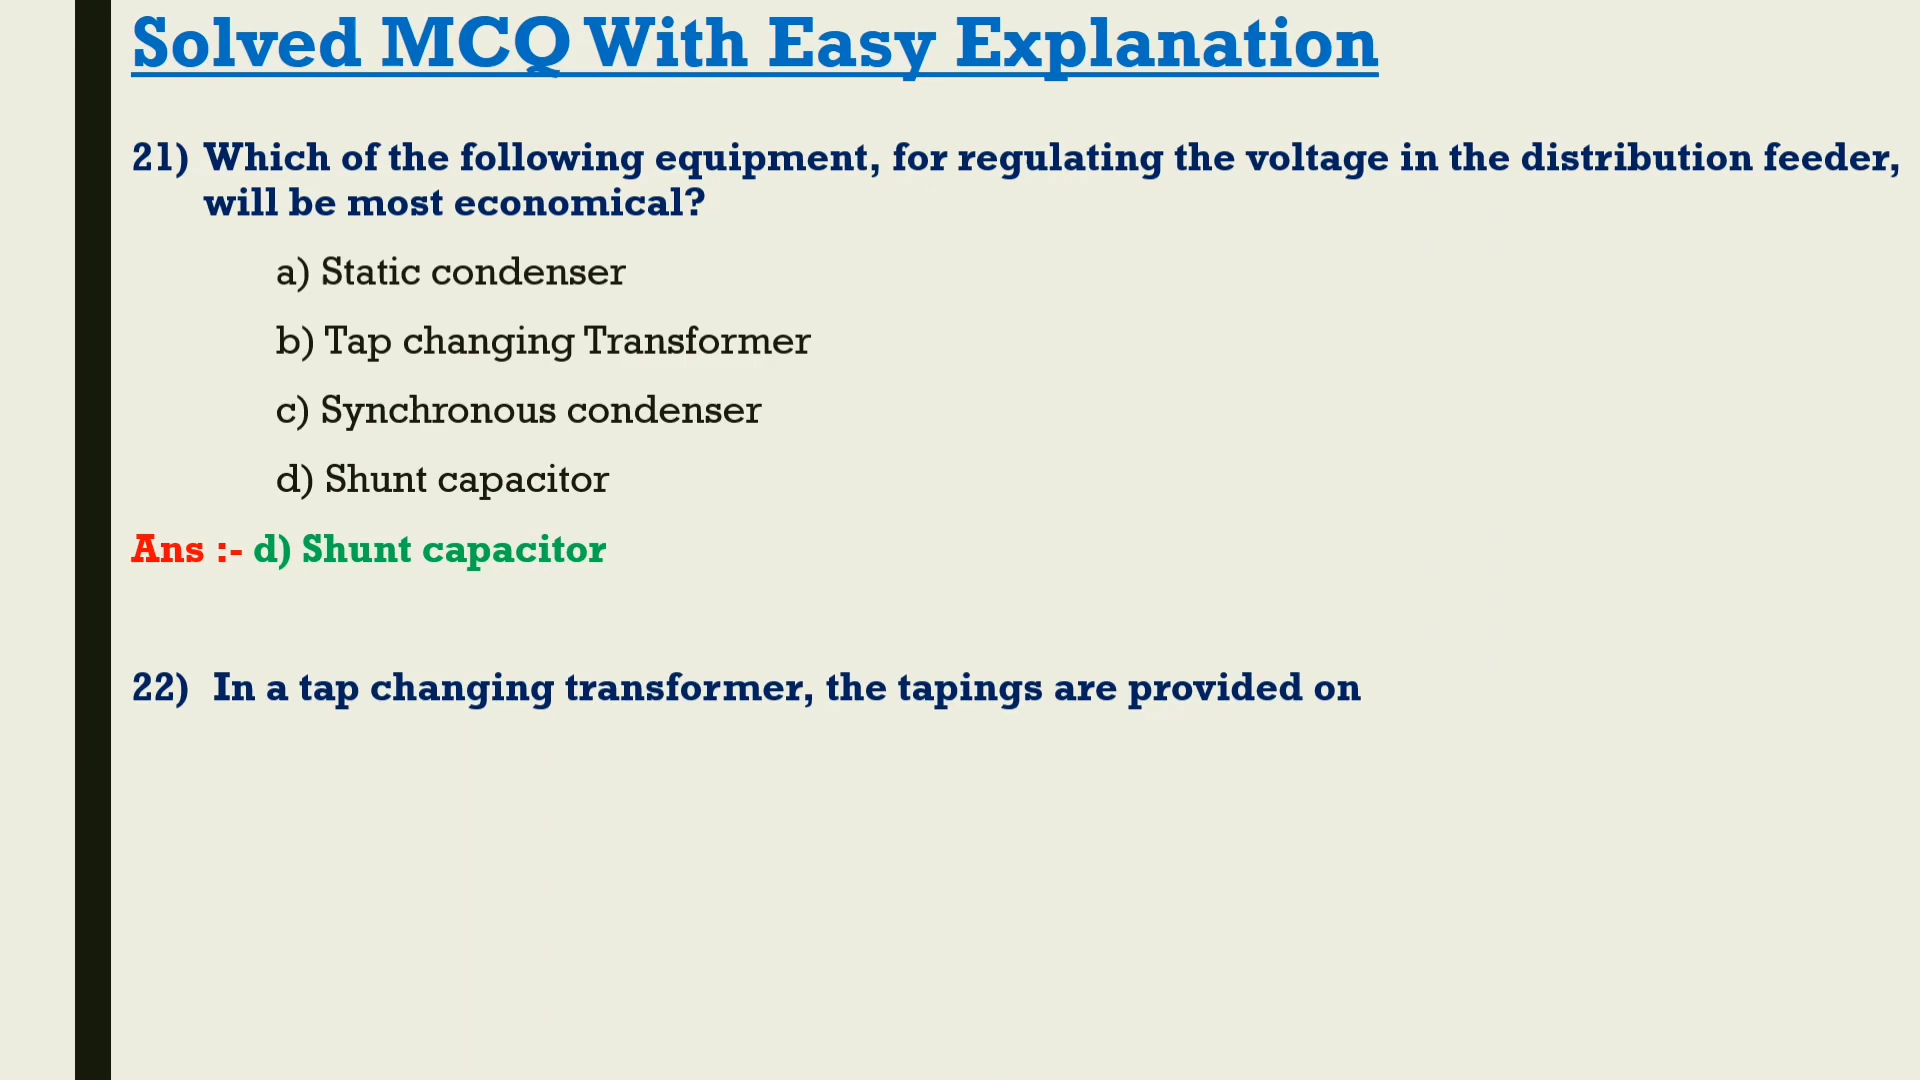 Solved MCQ With Easy Explanation
21) Which of the following equipment, for regulating the voltage in the distribution feeder,
will be most economical?
a) Static condenser
b) Tap changing Transformer
c) Synchronous condenser
d) Shunt capacitor
Ans :- d) Shunt capacitor
22) In a tap changing transformer, the tapings are provided on